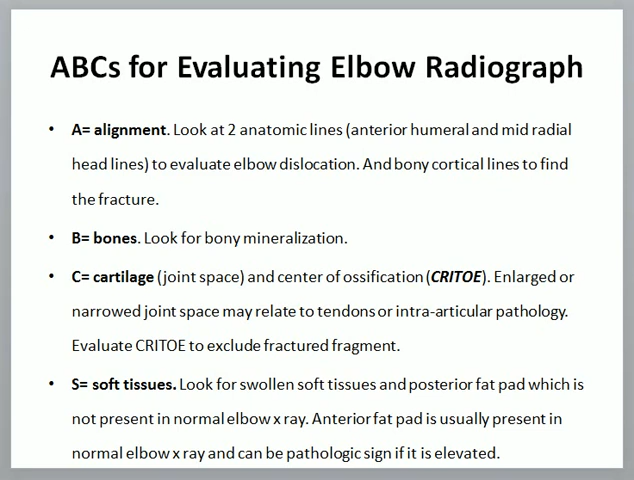 ABCs for Evaluating Elbow Radiograph
• A= alignment. Look at 2 anatomic lines (anterior humeral and mid radial
head lines) to evaluate elbow dislocation. And bony cortical lines to find
the fracture.
• B= bones. Look for bony mineralization.
• C= cartilage (joint space) and center of ossification (CRITOE). Enlarged or
narrowed joint space may relate to tendons or intra-articular pathology.
Evaluate CRITOE to exclude fractured fragment.
• S= soft tissues. Look for swollen soft tissues and posterior fat pad which is
not present in normal elbow x ray. Anterior fat pad is usually present in
normal elbow x ray and can be pathologic sign if it is elevated.